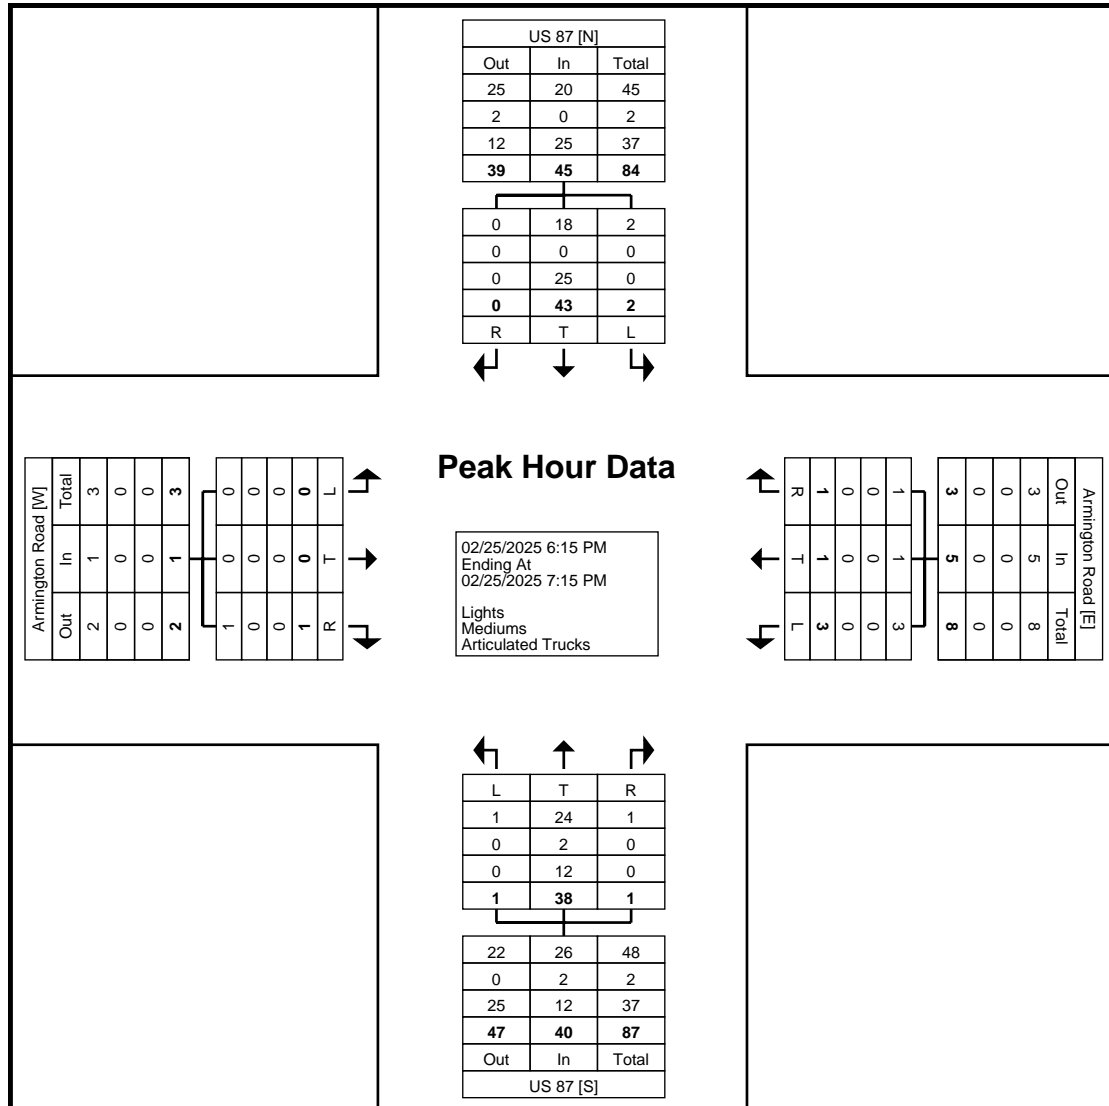 US 87 [N]
Out In Total
25 20 45
2 0 2
12 25 37
39 45 84
0 18 2
0 0 0
0 25 0
0 43 2
R T L
Peak Hour Data
02/25/2025 6:15 PM
Ending At
02/25/2025 7:15 PM
Lights
Mediums
Articulated Trucks
Armington Road [W]
Out In Total
2 1 3
0 0 0
0 0 0
2 1 3
1 0 0
0 0 0
0 0 0
1 0 0
R T L
Armington Road [E]
Out In Total
3 5 8
0 0 0
0 0 0
3 5 8
1 1 3
0 0 0
0 0 0
1 1 3
R T L
L T R
1 24 1
0 2 0
0 12 0
1 38 1
22 26 48
0 2 2
25 12 37
47 40 87
Out In Total
US 87 [S]